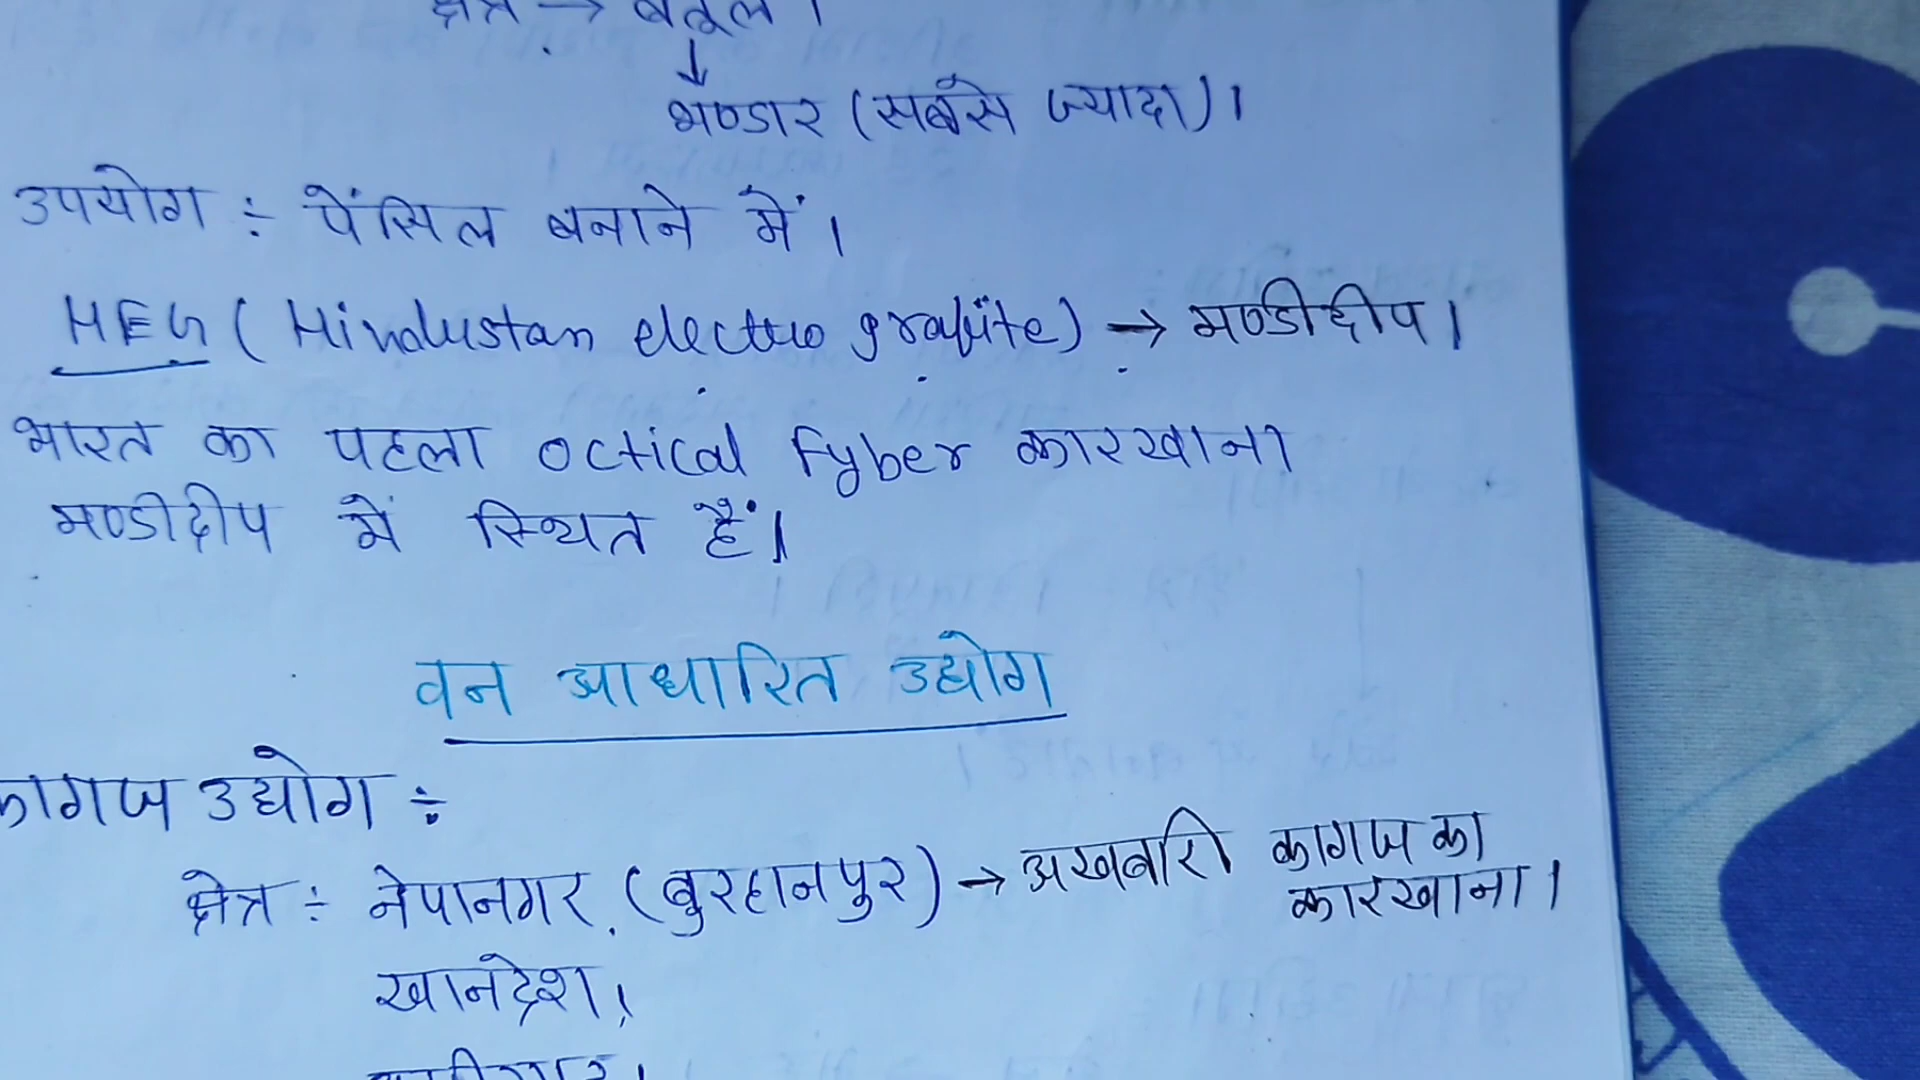 क्षेत्र → बैतूल।
↓
भण्डार (सबसे ज्यादा)।
उपयोग ÷ पेंसिल बनाने में।
HEG (Hindustan electro grafite) → मण्डीदीप।
भारत का पहला octical fyber कारखाना
मण्डीदीप में स्थित हैं।
वन आधारित उद्योग
कागज उद्योग ÷
क्षेत्र ÷ नेपानगर (बुरहानपुर) → अखबारी कागज का
कारखाना।
खानदेश।